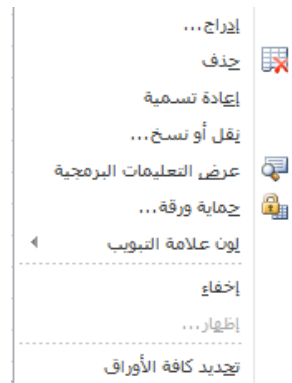 إدراج...
حذف
إعادة تسمية
نقل أو نسخ...
عرض التعليمات البرمجية
حماية ورقة...
لون علامة التبويب
إخفاء
إظهار...
تحديد كافة الأوراق